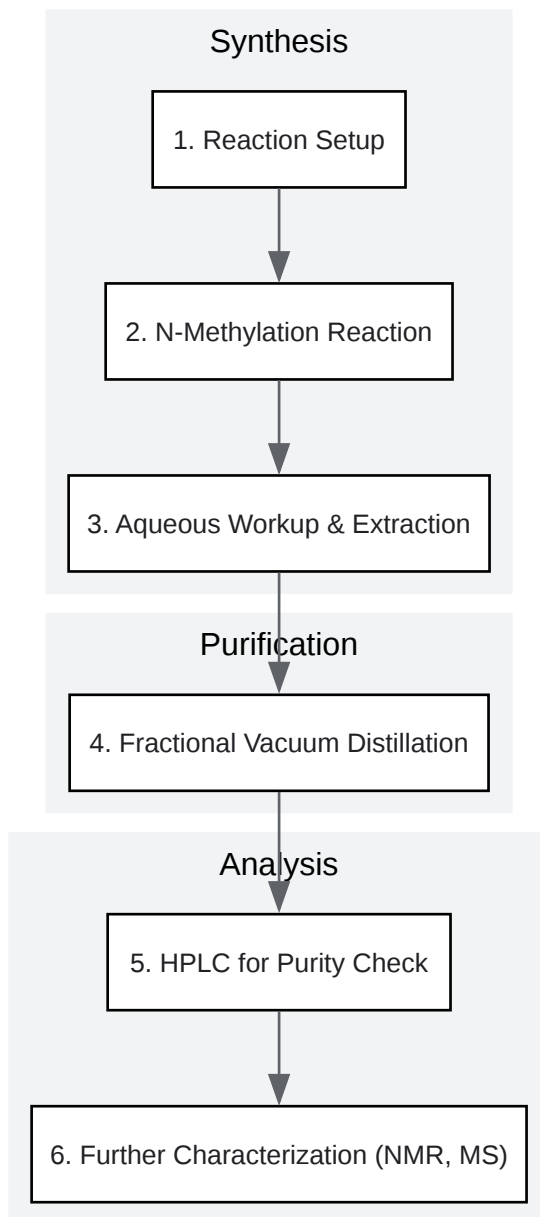 Synthesis
1. Reaction Setup
2. N-Methylation Reaction
3. Aqueous Workup & Extraction
Purification
4. Fractional Vacuum Distillation
Analysis
5. HPLC for Purity Check
6. Further Characterization (NMR, MS)